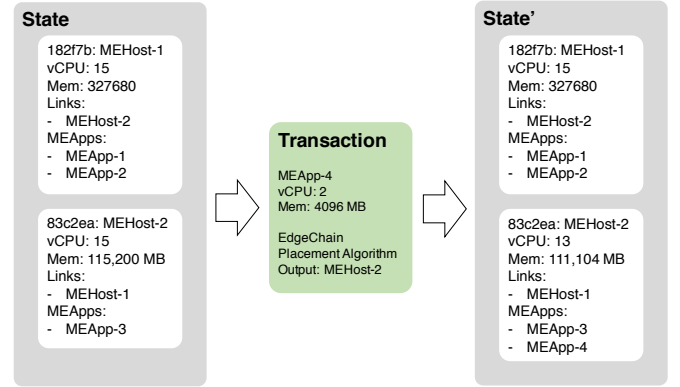 State
182f7b: MEHost-1
vCPU: 15
Mem: 327680
Links:
- MEHost-2
MEApps:
- MEApp-1
- MEApp-2
83c2ea: MEHost-2
vCPU: 15
Mem: 115,200 MB
Links:
- MEHost-1
MEApps:
- MEApp-3
Transaction
MEApp-4
vCPU: 2
Mem: 4096 MB
EdgeChain
Placement Algorithm
Output: MEHost-2
State’
182f7b: MEHost-1
vCPU: 15
Mem: 327680
Links:
- MEHost-2
MEApps:
- MEApp-1
- MEApp-2
83c2ea: MEHost-2
vCPU: 13
Mem: 111,104 MB
Links:
- MEHost-1
MEApps:
- MEApp-3
- MEApp-4